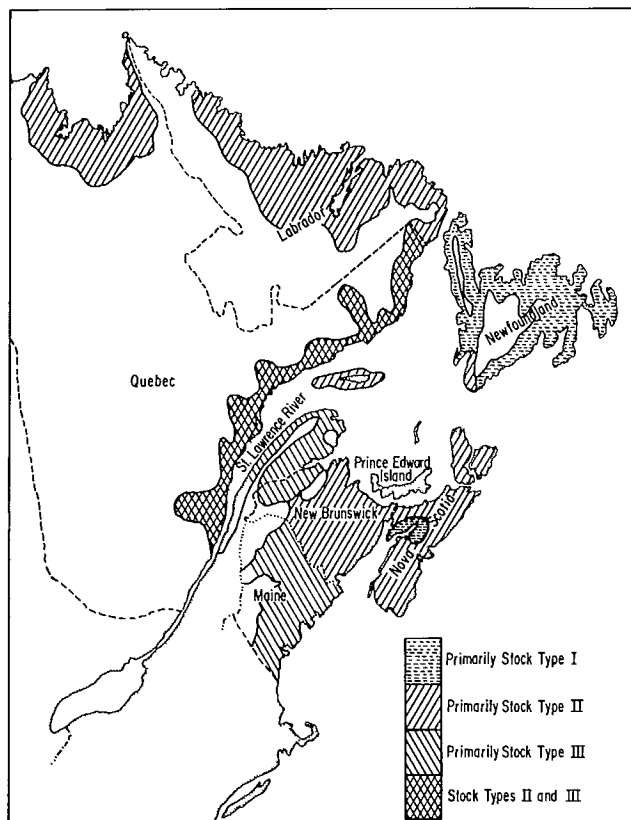 Labrador
Newfoundland
Quebec
St. Lawrence River
Prince Edward
Island
New Brunswick
Nova Scotia
Maine
Primarily Stock Type I
Primarily Stock Type II
Primarily Stock Type III
Stock Types II and III